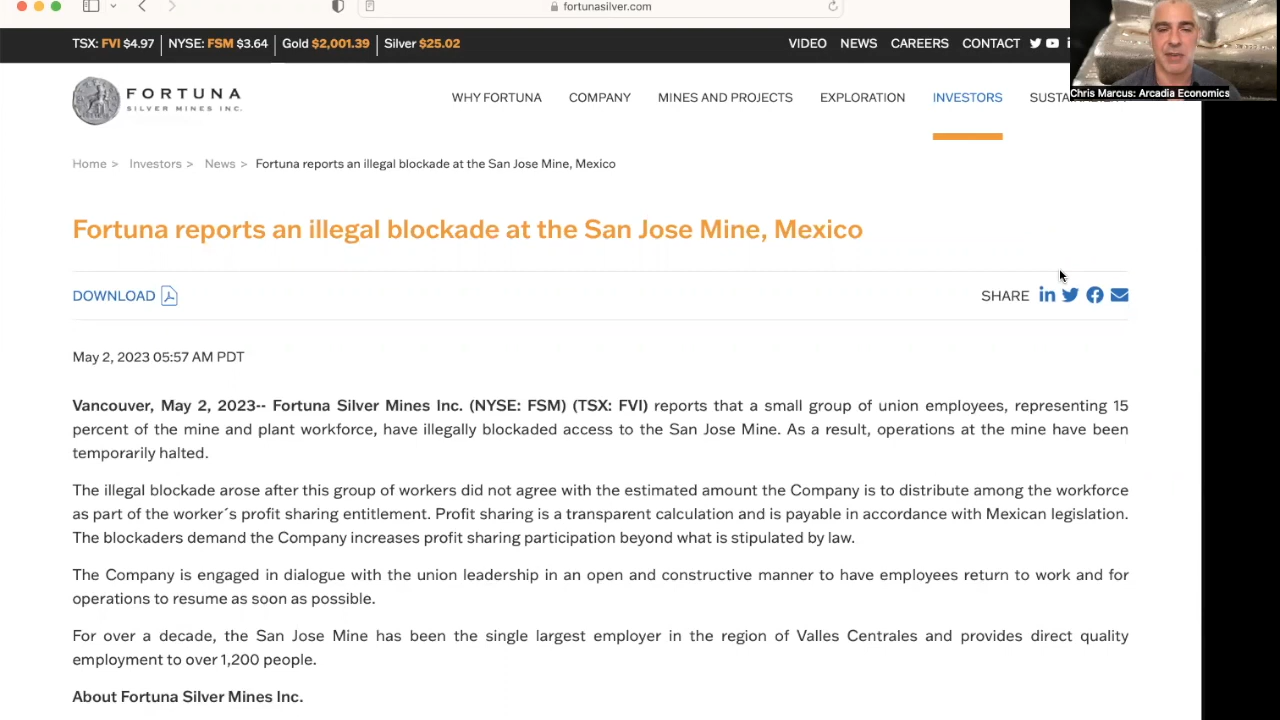 fortunasilver.com
TSX: FVI $4.97 NYSE: FSM $3.64 Gold $2,001.39 Silver $25.02
VIDEO NEWS CAREERS CONTACT
Chris Marcus: Arcadia Economics
FORTUNA
SILVER MINES INC.
WHY FORTUNA COMPANY MINES AND PROJECTS EXPLORATION INVESTORS
Home > Investors > News > Fortuna reports an illegal blockade at the San Jose Mine, Mexico
Fortuna reports an illegal blockade at the San Jose Mine, Mexico
DOWNLOAD SHARE
May 2, 2023 05:57 AM PDT
Vancouver, May 2, 2023-- Fortuna Silver Mines Inc. (NYSE: FSM) (TSX: FVI) reports that a small group of union employees, representing 15
percent of the mine and plant workforce, have illegally blockaded access to the San Jose Mine. As a result, operations at the mine have been
temporarily halted.
The illegal blockade arose after this group of workers did not agree with the estimated amount the Company is to distribute among the workforce
as part of the worker´s profit sharing entitlement. Profit sharing is a transparent calculation and is payable in accordance with Mexican legislation.
The blockaders demand the Company increases profit sharing participation beyond what is stipulated by law.
The Company is engaged in dialogue with the union leadership in an open and constructive manner to have employees return to work and for
operations to resume as soon as possible.
For over a decade, the San Jose Mine has been the single largest employer in the region of Valles Centrales and provides direct quality
employment to over 1,200 people.
About Fortuna Silver Mines Inc.